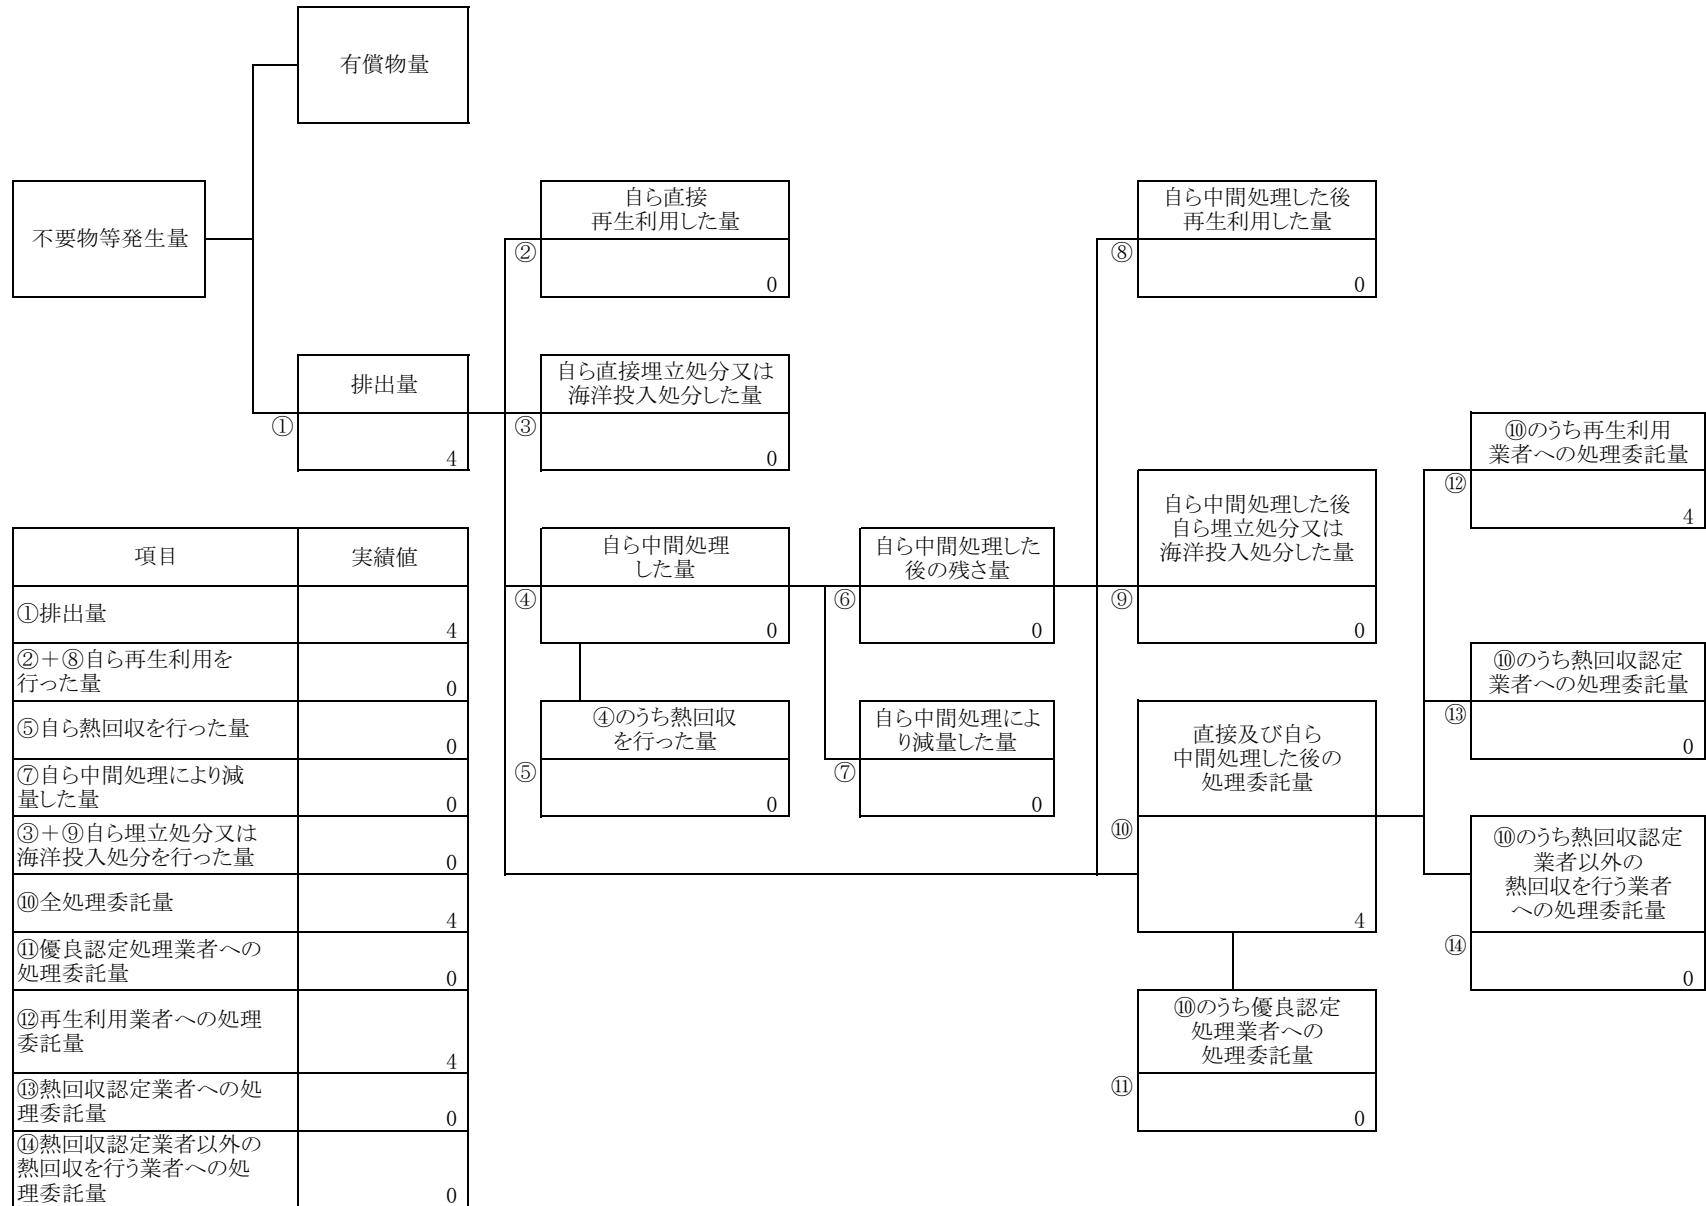 有償物量
不要物等発生量
自ら直接
再生利用した量
②
0
自ら中間処理した後
再生利用した量
⑧
0
排出量
①
4
自ら直接埋立処分又は
海洋投入処分した量
③
0
⑩のうち再生利用
業者への処理委託量
⑫
4
自ら中間処理
した量
④
0
自ら中間処理した
後の残さ量
⑥
0
自ら中間処理した後
自ら埋立処分又は
海洋投入処分した量
⑨
0
⑩のうち熱回収認定
業者への処理委託量
⑬
0
④のうち熱回収
を行った量
⑤
0
自ら中間処理によ
り減量した量
⑦
0
直接及び自ら
中間処理した後の
処理委託量
⑩
4
⑩のうち熱回収認定
業者以外の
熱回収を行う業者
への処理委託量
⑭
0
⑩のうち優良認定
処理業者への
処理委託量
⑪
0
項目 実績値
①排出量
4
②＋⑧自ら再生利用を
行った量 0
⑤自ら熱回収を行った量
0
⑦自ら中間処理により減
量した量 0
③＋⑨自ら埋立処分又は
海洋投入処分を行った量 0
⑩全処理委託量
4
⑪優良認定処理業者への
処理委託量 0
⑫再生利用業者への処理
委託量
4
⑬熱回収認定業者への処
理委託量 0
⑭熱回収認定業者以外の
熱回収を行う業者への処
理委託量 0